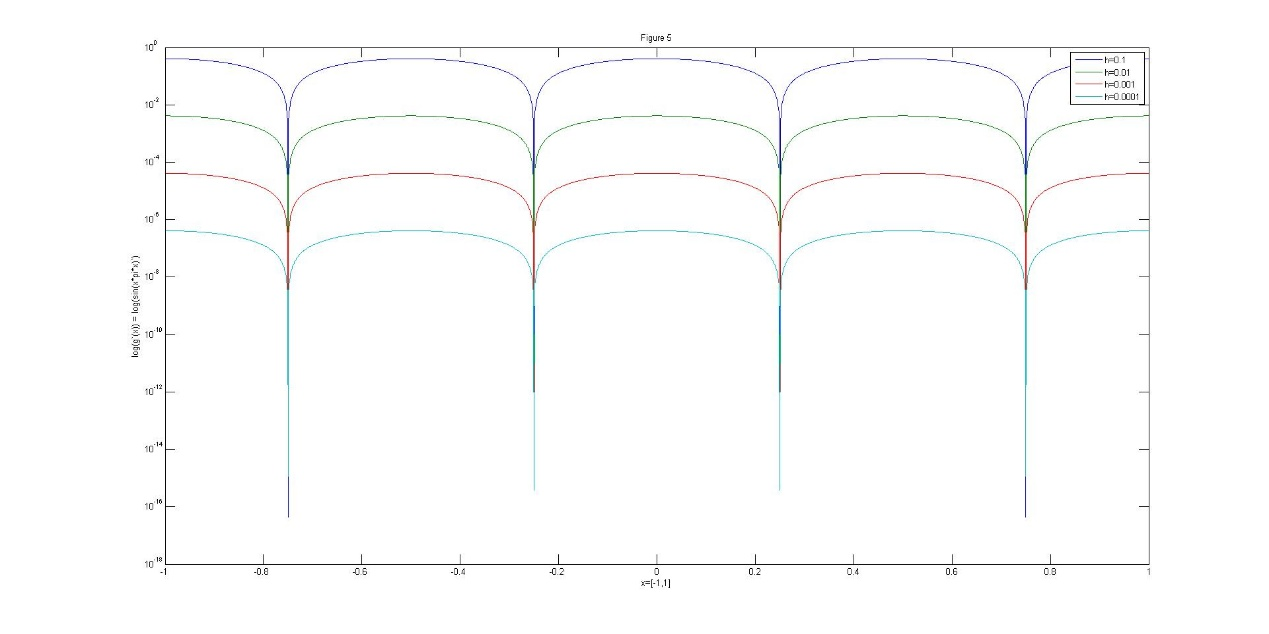 Figure 5
h=0.1
h=0.01
h=0.001
h=0.0001
10^0
10^-2
10^-4
10^-6
10^-8
10^-10
10^-12
10^-14
10^-16
10^-18
log(g'(x)) = log(sin(x*pi*x)')
-1 -0.8 -0.6 -0.4 -0.2 0 0.2 0.4 0.6 0.8 1
x=[-1,1]